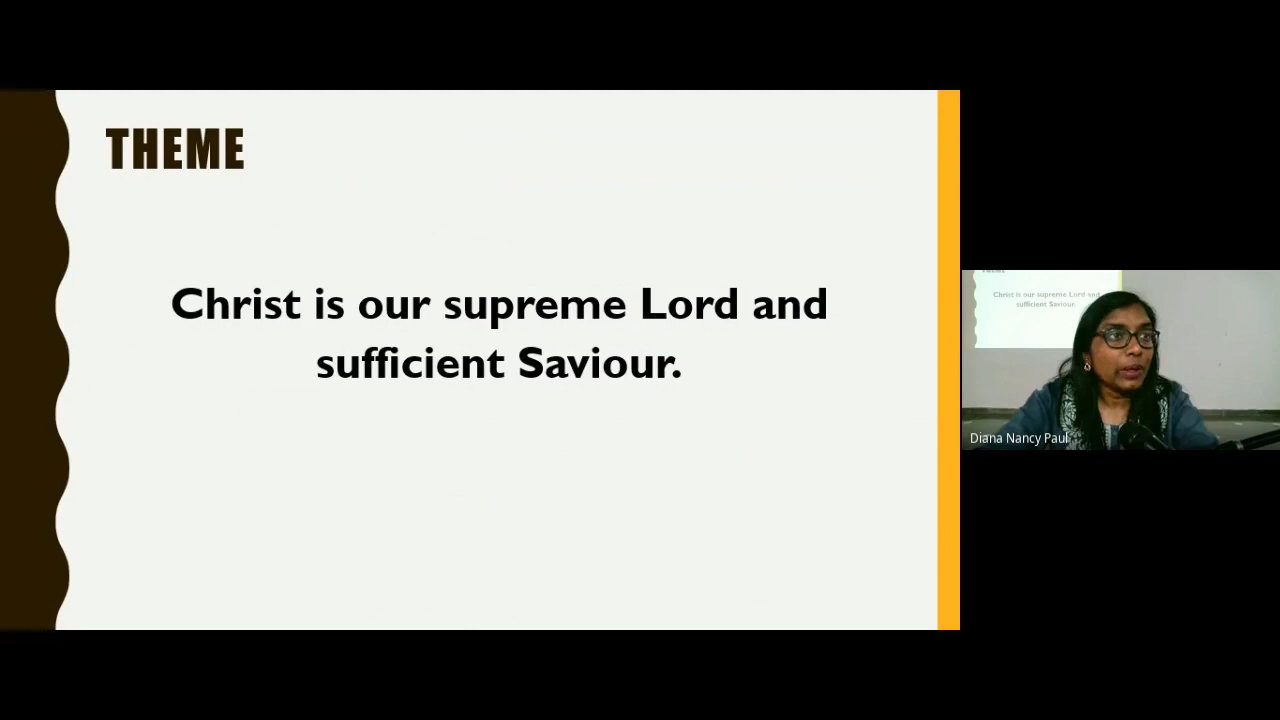 THEME
Christ is our supreme Lord and
sufficient Saviour.
Christ is our supreme Lord and
sufficient Saviour.
Diana Nancy Paul